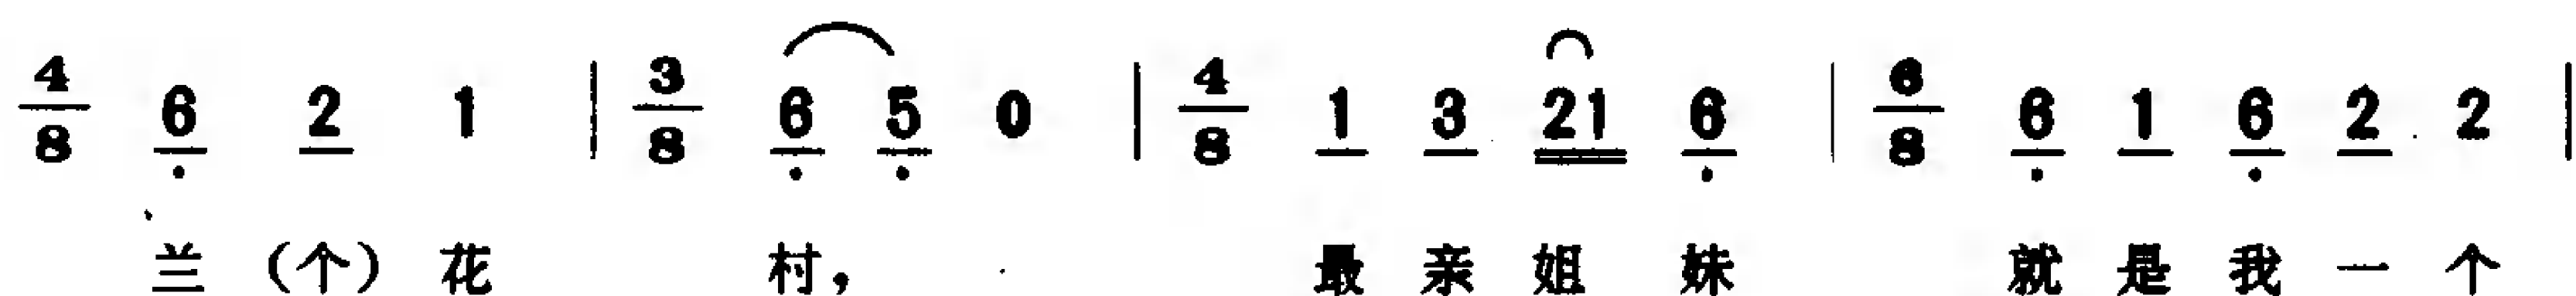 4/8 6 2 1 | 3/8 6 5 0 | 4/8 1 3 21 6 | 6/8 6 1 6 2 2 |
兰（个）花 村， 最 亲 姐 妹 就 是 我 一 个